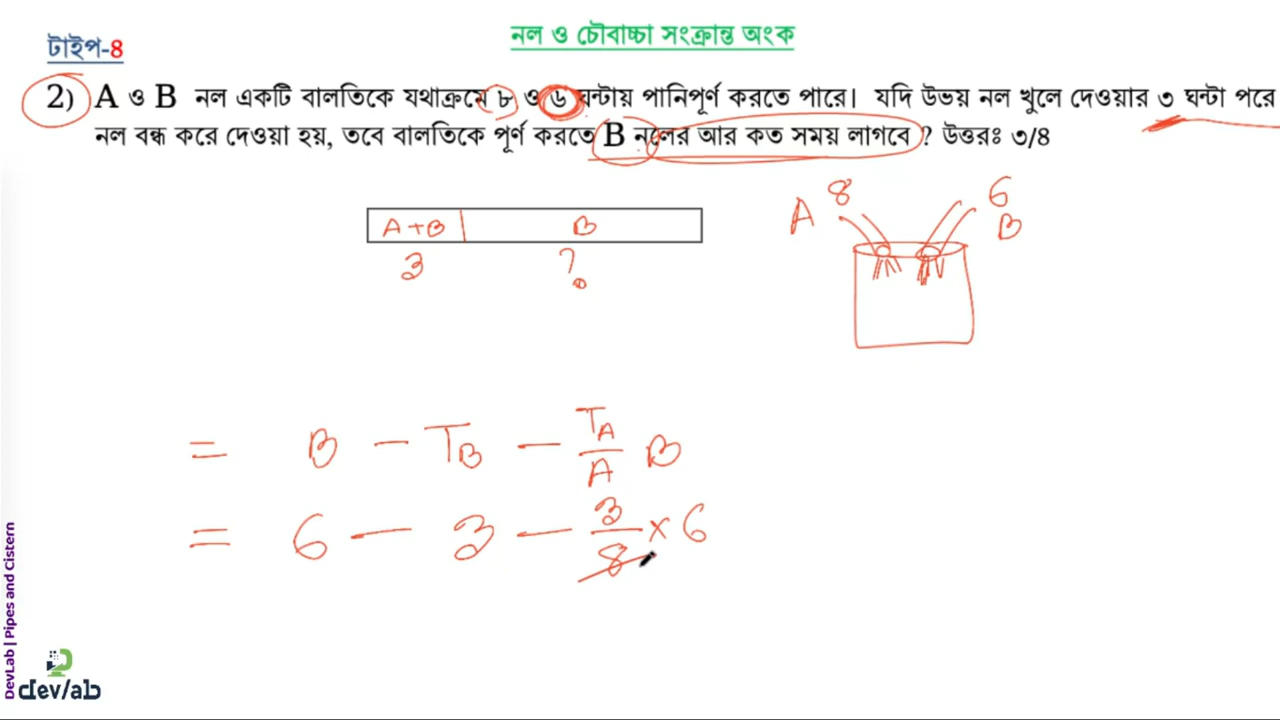 নল ও চৌবাচ্চা সংক্রান্ত অংক
টাইপ-8
2) A ও B নল একটি বালতিকে যথাক্রমে ৮ ও ৬ ঘন্টায় পানিপূর্ণ করতে পারে। যদি উভয় নল খুলে দেওয়ার ৩ ঘন্টা পরে
নল বন্ধ করে দেওয়া হয়, তবে বালতিকে পূর্ণ করতে B নলের আর কত সময় লাগবে ? উত্তরঃ ৩/৪
A+B B
3 ?
A 8 6 B
= B - T_B - T_A/A B
= 6 - 3 - 3/8 × 6
DevLab | Pipes and Cistern
dev/ab